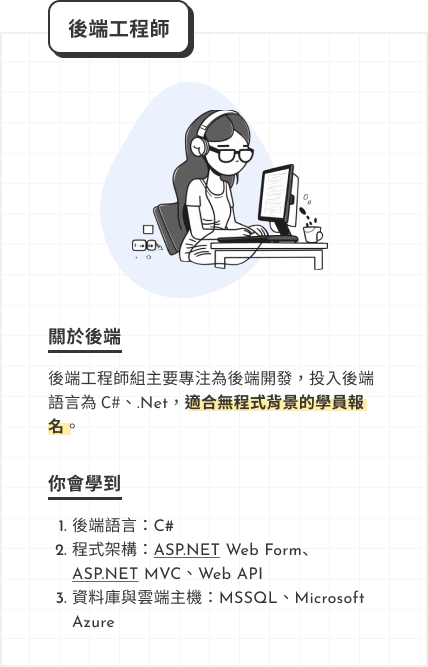 後端工程師
關於後端
後端工程師組主要專注為後端開發，投入後端
語言為 C#、.Net，適合無程式背景的學員報
名。
你會學到
1. 後端語言：C#
2. 程式架構：ASP.NET Web Form、
ASP.NET MVC、Web API
3. 資料庫與雲端主機：MSSQL、Microsoft
Azure